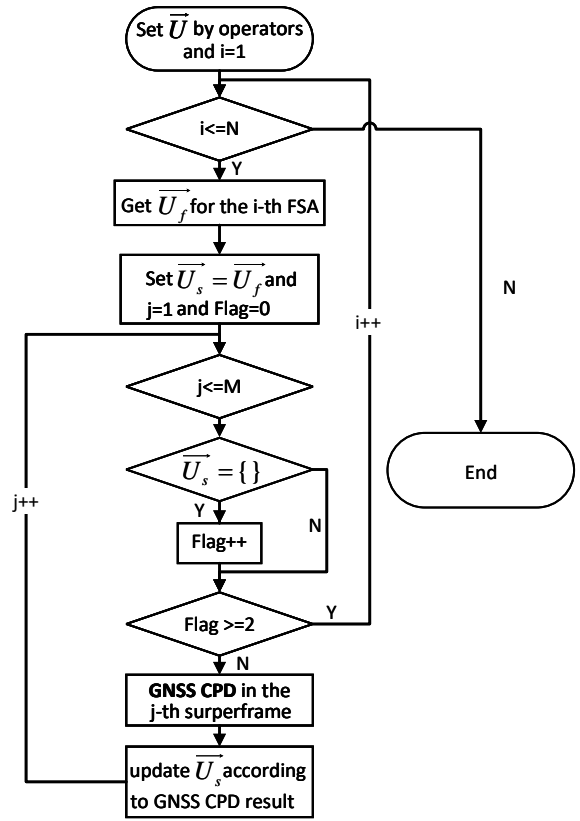 Set $\overrightarrow{U}$ by operators
and i=1
i<=N
Y
Get $\overrightarrow{U_f}$ for the i-th FSA
Set $\overrightarrow{U_s} = \overrightarrow{U_f}$ and
j=1 and Flag=0
N
i++
j<=M
$\overrightarrow{U_s} = \{\}$
End
j++
Y
N
Flag++
Flag >=2
Y
N
GNSS CPD in the
j-th surperframe
update $\overrightarrow{U_s}$ according
to GNSS CPD result